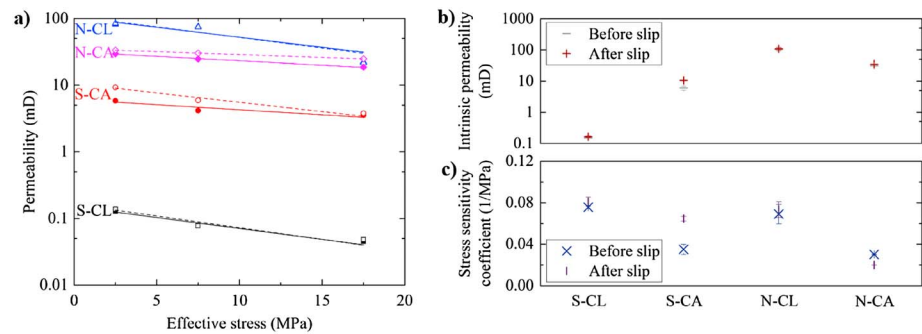 a)
N-CL
N-CA
S-CA
S-CL
100
10
1
0.1
0.01
Permeability (mD)
0 5 10 15 20
Effective stress (MPa)
b)
1000
100
10
1
0.1
Intrinsic permeability
(mD)
Before slip
After slip
c)
0.12
0.08
0.04
0.00
Stress sensitivity
coefficient (1/MPa)
Before slip
After slip
S-CL S-CA N-CL N-CA